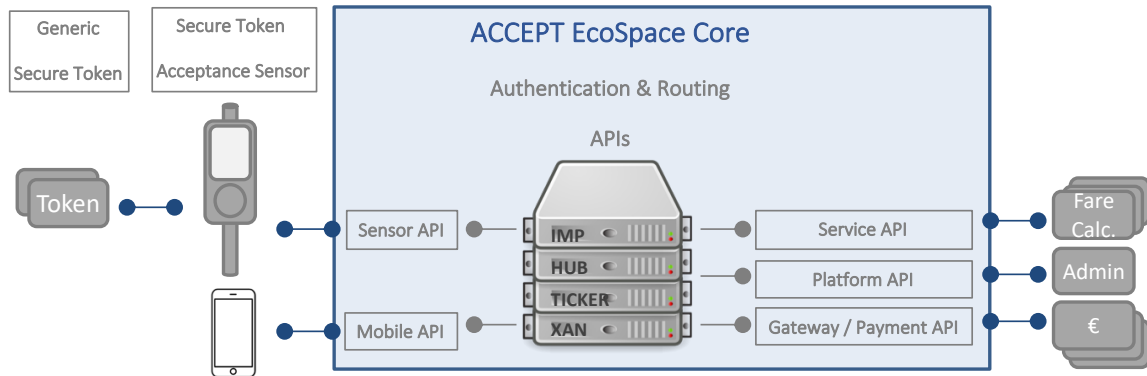 Generic
Secure Token
Secure Token
Acceptance Sensor
ACCEPT EcoSpace Core
Authentication & Routing
APIs
Token
Sensor API
Mobile API
IMP
HUB
TICKER
XAN
Service API
Platform API
Gateway / Payment API
Fare
Calc.
Admin
€